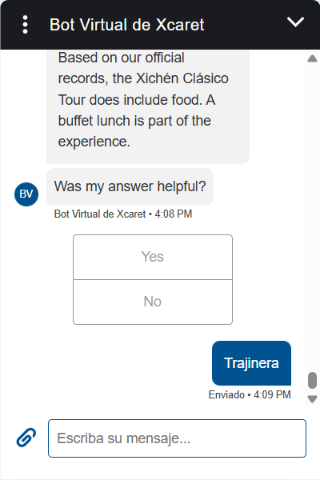 Bot Virtual de Xcaret
Based on our official
records, the Xichén Clásico
Tour does include food. A
buffet lunch is part of the
experience.
Was my answer helpful?
BV
Bot Virtual de Xcaret • 4:08 PM
Yes
No
Trajinera
Enviado • 4:09 PM
Escriba su mensaje...